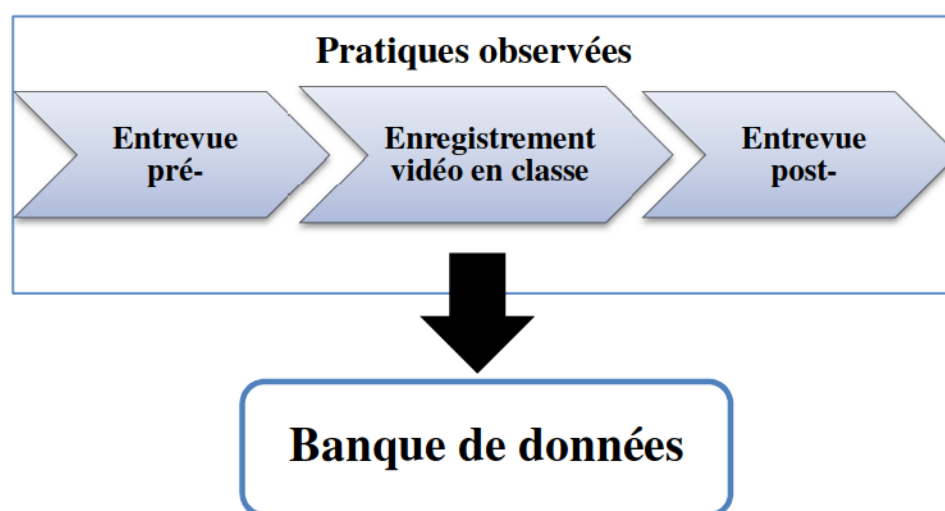 Pratiques observées
Entrevue
pré-
Enregistrement
vidéo en classe
Entrevue
post-
Banque de données